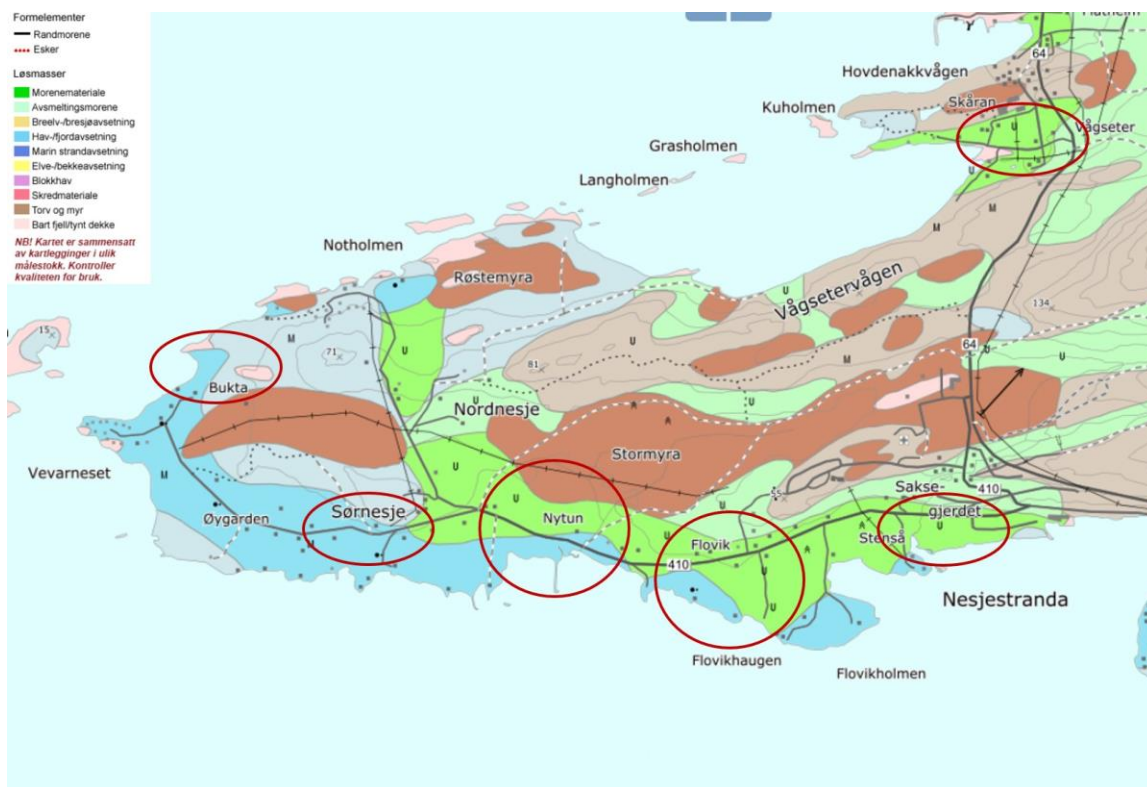 Formelementer
Randmorene
Esker
Løsmasser
Morenemateriale
Avsmeltingsmorene
Breelv-/bresjøavsetning
Hav-/fjordavsetning
Marin strandavsetning
Elve-/bekkeavsetning
Blokkhav
Skredmateriale
Torv og myr
Bart fjell/tynt dekke
NB! Kartet er sammensatt
av kartlegginger i ulik
målestokk. Kontroller
kvaliteten før bruk.
64
Hovdenakkvågen
Skåran
Kuholmen
U
Vågseter
Grasholmen
U
Langholmen
M
Notholmen
Røstemyra
Vågsetervågen
134
15
M
71
U
81
U
M
64
U
Bukta
Nordnesje
U
A
A
U
Stormyra
Vevarneset
M
Øygarden
Sørnesje
M
U
Nytun
55
U
U
Flovik
Sakse-
gjerdet
410
A
A
Stenså
U
410
U
U
Nesjestranda
Flovikhaugen
Flovikholmen